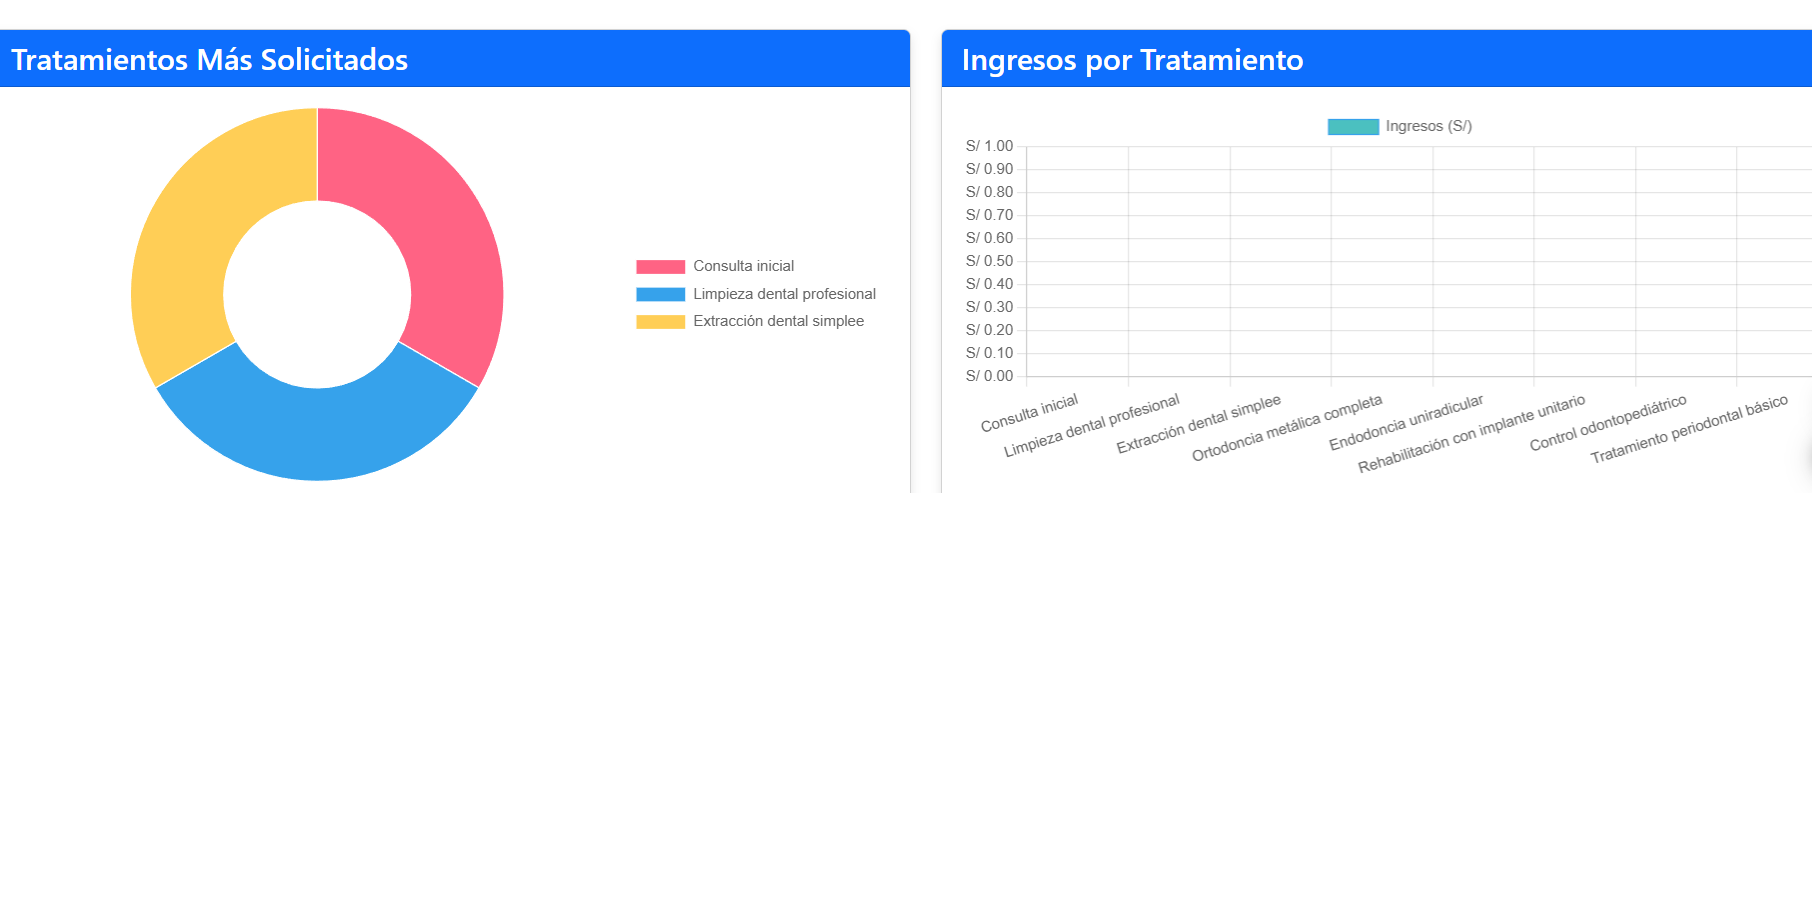 Tratamientos Más Solicitados
Consulta inicial
Limpieza dental profesional
Extracción dental simplee
Ingresos por Tratamiento
Ingresos (S/)
S/ 1.00
S/ 0.90
S/ 0.80
S/ 0.70
S/ 0.60
S/ 0.50
S/ 0.40
S/ 0.30
S/ 0.20
S/ 0.10
S/ 0.00
Consulta inicial
Limpieza dental profesional
Extracción dental simplee
Ortodoncia metálica completa
Endodoncia uniradicular
Rehabilitación con implante unitario
Control odontopediátrico
Tratamiento periodontal básico